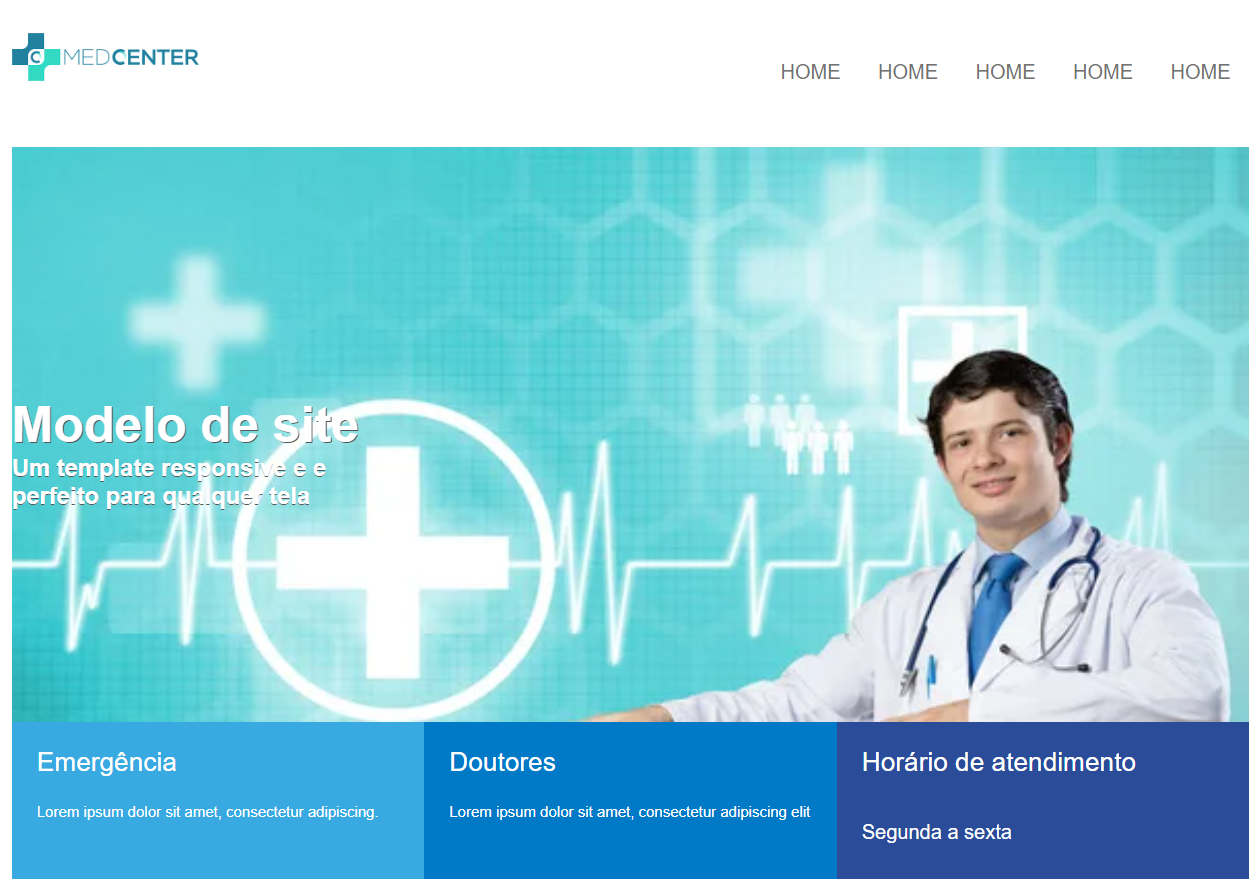 C MEDCENTER
HOME HOME HOME HOME HOME
Modelo de site
Um template responsive e e
perfeito para qualquer tela
Emergência
Lorem ipsum dolor sit amet, consectetur adipiscing.
Doutores
Lorem ipsum dolor sit amet, consectetur adipiscing elit
Horário de atendimento
Segunda a sexta